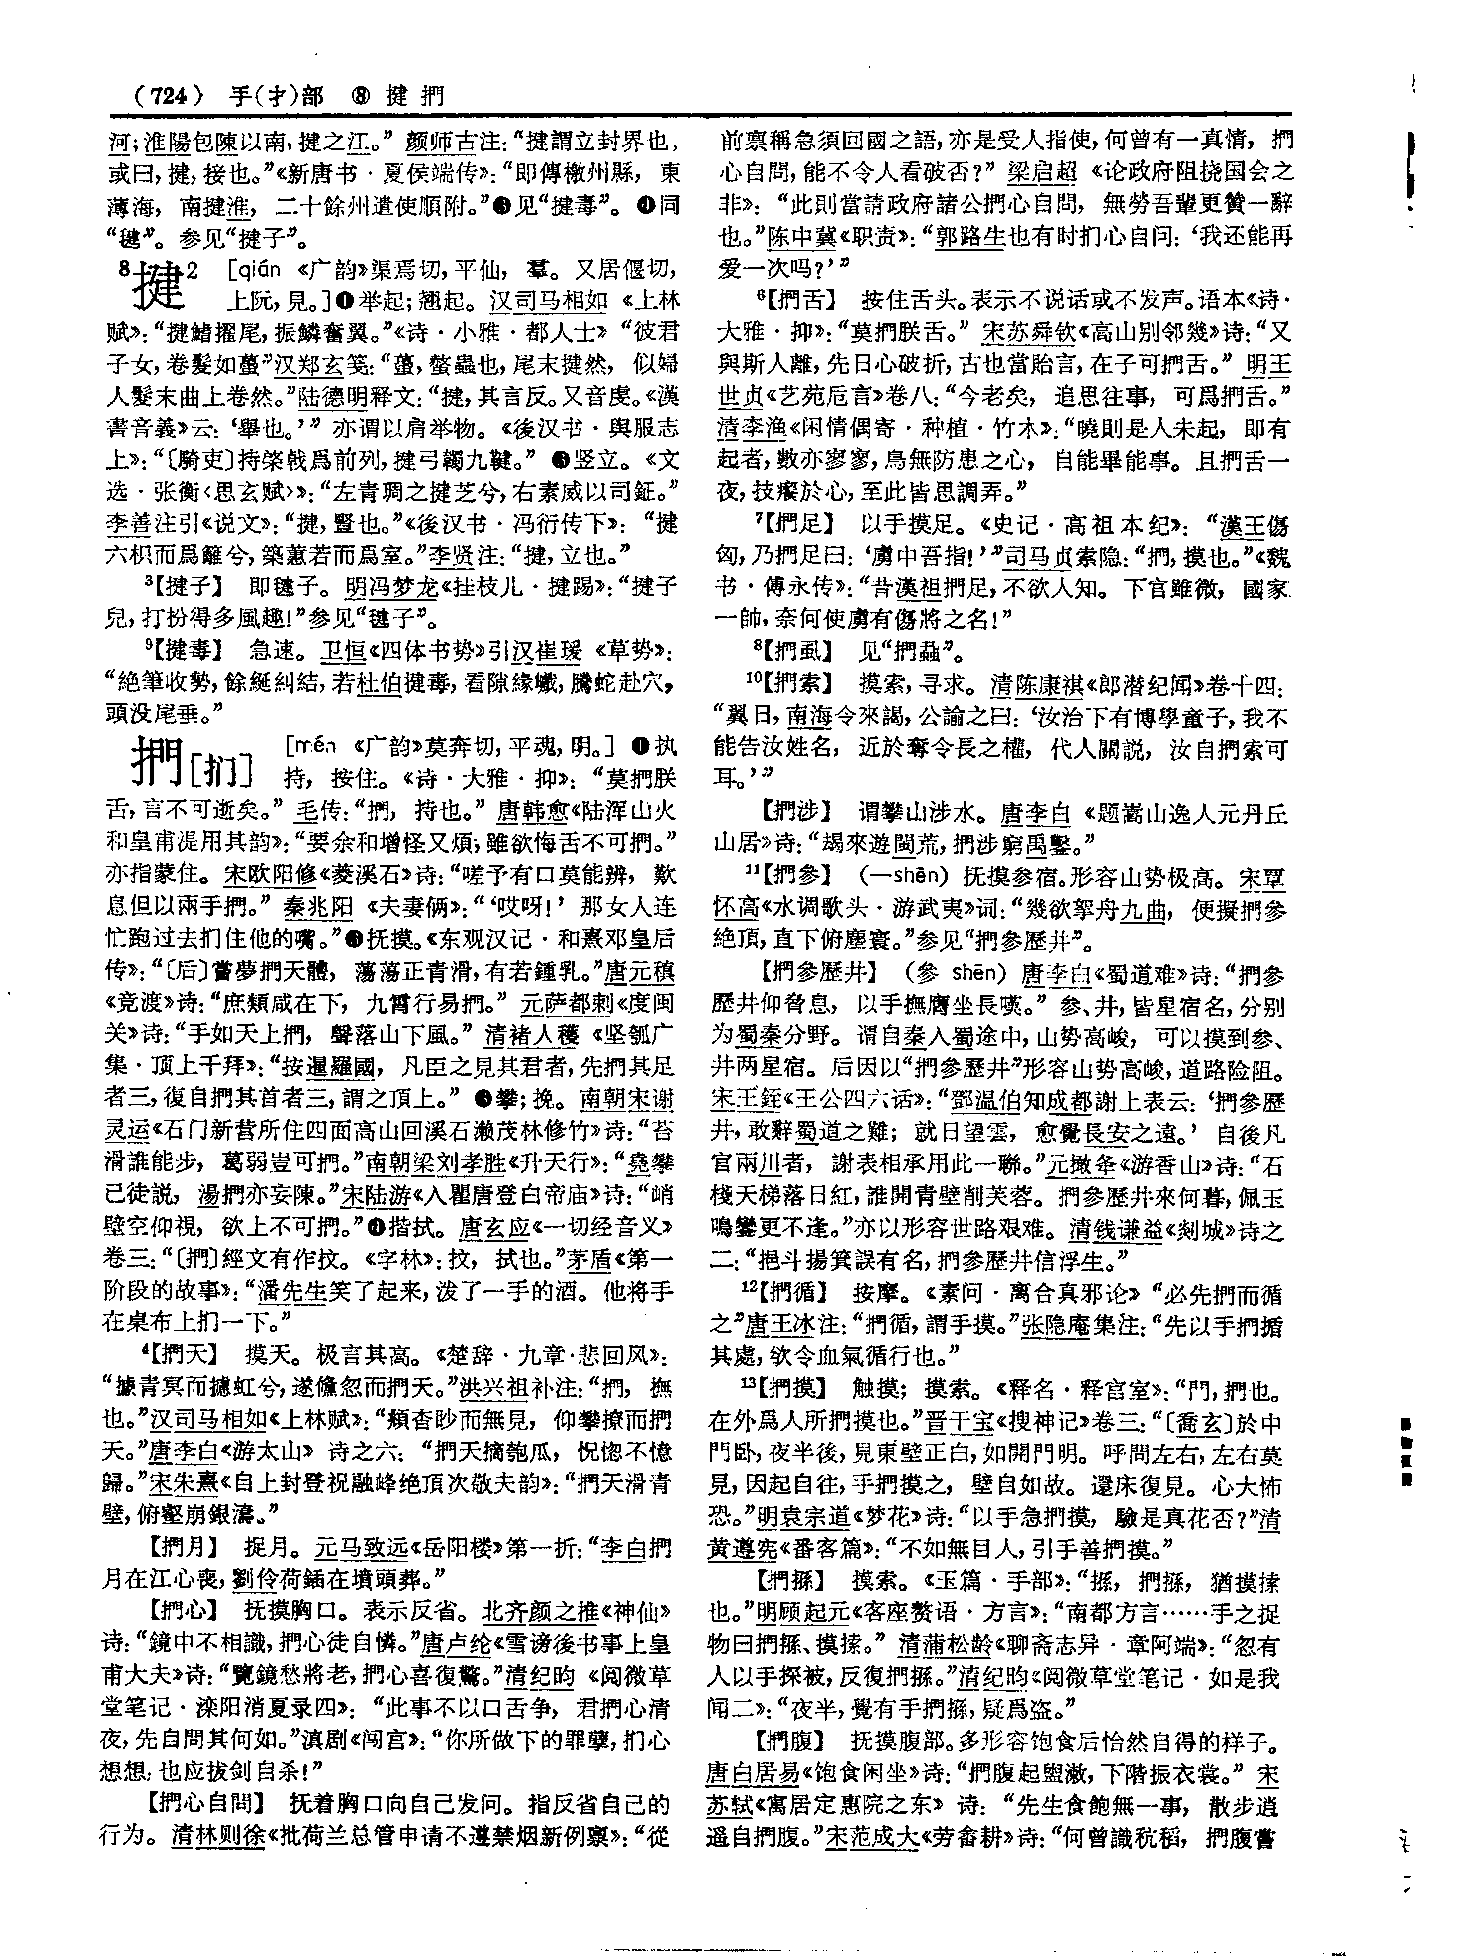 (724) 手(扌)部 ⑧ 揵 捫
河；淮陽包陳以南，揵之江。”颜师古注：“揵謂立封界也，
或曰，揵，接也。”《新唐书·夏侯端传》：“即傳檄州縣，東
薄海，南揵淮，二十餘州遣使順附。”❸见“揵毒”。❹同
“毽”。参见“揵子”。
8揵2 [qián 《广韵》渠焉切，平仙，羣。又居偃切，
上阮，見。]❶举起；翘起。汉司马相如《上林
赋》：“揵鰭擢尾，振鱗奮翼。”《诗·小雅·都人士》“彼君
子女，卷髮如蠆”汉郑玄笺：“蠆，螫蟲也，尾末揵然，似婦
人髮末曲上卷然。”陆德明释文：“揵，其言反。又音虔。《漢
書音義》云：‘舉也。’”亦谓以肩举物。《後汉书·舆服志
上》：“〔騎吏〕持棨戟爲前列，揵弓韣九鞬。”❷竖立。《文
选·张衡〈思玄赋〉》：“左青琱之揵芝兮，右素威以司鉦。”
李善注引《说文》：“揵，豎也。”《後汉书·冯衍传下》：“揵
六枳而爲籬兮，築蕙若而爲室。”李贤注：“揵，立也。”
3【揵子】 即毽子。明冯梦龙《挂枝儿·揵踢》：“揵子
兒，打扮得多風趣！”参见“毽子”。
9【揵毒】 急速。卫恒《四体书势》引汉崔瑗《草势》：
“絶筆收勢，餘綖糾結，若杜伯揵毒，看隙緣巇，騰蛇赴穴，
頭没尾垂。”
捫[扪] [mén 《广韵》莫奔切，平魂，明。]❶执
持，按住。《诗·大雅·抑》：“莫捫朕
舌，言不可逝矣。”毛传：“捫，持也。”唐韩愈《陆浑山火
和皇甫湜用其韵》：“要余和增怪又煩，雖欲悔舌不可捫。”
亦指蒙住。宋欧阳修《菱溪石》诗：“嗟予有口莫能辨，歎
息但以兩手捫。”秦兆阳《夫妻俩》：“‘哎呀！’那女人连
忙跑过去扪住他的嘴。”❷抚摸。《东观汉记·和熹邓皇后
传》：“〔后〕嘗夢捫天體，蕩蕩正青滑，有若鍾乳。”唐元稹
《竞渡》诗：“庶類咸在下，九霄行易捫。”元萨都剌《度闽
关》诗：“手如天上捫，聲落山下風。”清褚人穫《坚瓠广
集·顶上千拜》：“按暹羅國，凡臣之見其君者，先捫其足
者三，復自捫其首者三，謂之頂上。”❸攀；挽。南朝宋谢
灵运《石门新营所住四面高山回溪石濑茂林修竹》诗：“苔
滑誰能步，葛弱豈可捫。”南朝梁刘孝胜《升天行》：“堯攀
已徒説，湯捫亦妄陳。”宋陆游《入瞿唐登白帝庙》诗：“峭
壁空仰視，欲上不可捫。”❹揩拭。唐玄应《一切经音义》
卷三：“〔捫〕經文有作抆。《字林》：抆，拭也。”茅盾《第一
阶段的故事》：“潘先生笑了起来，泼了一手的酒。他将手
在桌布上扪一下。”
4【捫天】 摸天。极言其高。《楚辞·九章·悲回风》：
“據青冥而攄虹兮，遂儵忽而捫天。”洪兴祖补注：“捫，撫
也。”汉司马相如《上林赋》：“頫杳眇而無見，仰攀橑而捫
天。”唐李白《游太山》诗之六：“捫天摘匏瓜，怳惚不憶
歸。”宋朱熹《自上封登祝融峰绝頂次敬夫韵》：“捫天滑青
壁，俯壑崩銀濤。”
【捫月】 捉月。元马致远《岳阳楼》第一折：“李白捫
月在江心喪，劉伶荷鍤在墳頭葬。”
【捫心】 抚摸胸口。表示反省。北齐颜之推《神仙》
诗：“鏡中不相識，捫心徒自憐。”唐卢纶《雪谤後书事上皇
甫大夫》诗：“覽鏡愁將老，捫心喜復驚。”清纪昀《阅微草
堂笔记·滦阳消夏录四》：“此事不以口舌争，君捫心清
夜，先自問其何如。”滇剧《闯宫》：“你所做下的罪孽，扪心
想想，也应拔剑自杀！”
【捫心自問】 抚着胸口向自己发问。指反省自己的
行为。清林则徐《批荷兰总管申请不遵禁烟新例禀》：“從
前禀稱急須回國之語，亦是受人指使，何曾有一真情，捫
心自問，能不令人看破否？”梁启超《论政府阻挠国会之
非》：“此則當請政府諸公捫心自問，無勞吾輩更贊一辭
也。”陈中冀《职责》：“郭路生也有时扪心自问：‘我还能再
爱一次吗？’”
6【捫舌】 按住舌头。表示不说话或不发声。语本《诗·
大雅·抑》：“莫捫朕舌。”宋苏舜钦《高山别邻幾》诗：“又
與斯人離，先日心破折，古也當貽言，在子可捫舌。”明王
世贞《艺苑卮言》卷八：“今老矣，追思往事，可爲捫舌。”
清李渔《闲情偶寄·种植·竹木》：“曉則是人未起，即有
起者，數亦寥寥，鳥無防患之心，自能畢能事。且捫舌一
夜，技癢於心，至此皆思調弄。”
7【捫足】 以手摸足。《史记·高祖本纪》：“漢王傷
匈，乃捫足曰：‘虜中吾指！’”司马贞索隐：“捫，摸也。”《魏
书·傅永传》：“昔漢祖捫足，不欲人知。下官雖微，國家
一帥，奈何使虜有傷將之名！”
8【捫虱】 见“捫蝨”。
10【捫索】 摸索，寻求。清陈康祺《郎潜纪闻》卷十四：
“翼日，南海令來謁，公諭之曰：‘汝治下有博學童子，我不
能告汝姓名，近於奪令長之權，代人關説，汝自捫索可
耳。’”
【捫涉】 谓攀山涉水。唐李白《题嵩山逸人元丹丘
山居》诗：“朅來遊閩荒，捫涉窮禹鑿。”
11【捫参】 （—shēn）抚摸参宿。形容山势极高。宋覃
怀高《水调歌头·游武夷》词：“幾欲拏舟九曲，便擬捫參
絶頂，直下俯塵寰。”参见“捫參歷井”。
【捫參歷井】 （参 shēn）唐李白《蜀道难》诗：“捫參
歷井仰脅息，以手撫膺坐長嘆。”参、井，皆星宿名，分别
为蜀秦分野。谓自秦入蜀途中，山势高峻，可以摸到参、
井两星宿。后因以“捫參歷井”形容山势高峻，道路险阻。
宋王銍《王公四六话》：“鄧温伯知成都謝上表云：‘捫參歷
井，敢辭蜀道之難；就日望雲，愈覺長安之遠。’自後凡
官兩川者，謝表相承用此一聯。”元撖举《游香山》诗：“石
棧天梯落日紅，誰開青壁削芙蓉。捫參歷井來何暮，佩玉
鳴鸞更不逢。”亦以形容世路艰难。清钱谦益《剡城》诗之
二：“挹斗揚箕誤有名，捫參歷井信浮生。”
12【捫循】 按摩。《素问·离合真邪论》“必先捫而循
之”唐王冰注：“捫循，謂手摸。”张隐庵集注：“先以手捫揗
其處，欲令血氣循行也。”
13【捫摸】 触摸；摸索。《释名·释宫室》：“門，捫也。
在外爲人所捫摸也。”晋干宝《搜神记》卷三：“〔喬玄〕於中
門卧，夜半後，見東壁正白，如開門明。呼問左右，左右莫
見，因起自往，手捫摸之，壁自如故。還床復見。心大怖
恐。”明袁宗道《梦花》诗：“以手急捫摸，驗是真花否？”清
黄遵宪《番客篇》：“不如無目人，引手善捫摸。”
【捫搎】 摸索。《玉篇·手部》：“搎，捫搎，猶摸揉
也。”明顾起元《客座赘语·方言》：“南都方言……手之捉
物曰捫搎、摸揉。”清蒲松龄《聊斋志异·章阿端》：“忽有
人以手探被，反復捫搎。”清纪昀《阅微草堂笔记·如是我
闻二》：“夜半，覺有手捫搎，疑爲盗。”
【捫腹】 抚摸腹部。多形容饱食后怡然自得的样子。
唐白居易《饱食闲坐》诗：“捫腹起盥漱，下階振衣裳。”宋
苏轼《寓居定惠院之东》诗：“先生食飽無一事，散步逍
遥自捫腹。”宋范成大《劳畲耕》诗：“何曾識秔稻，捫腹嘗